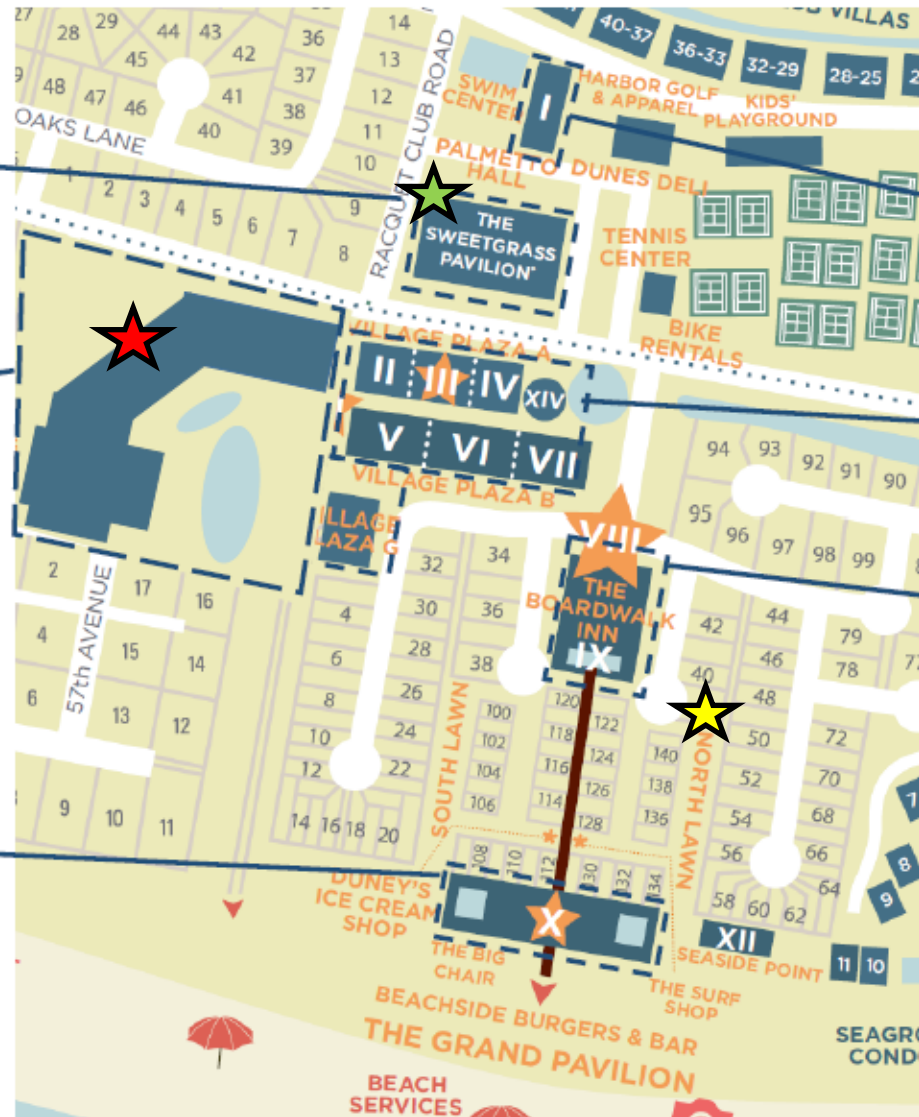 VILLAS
40-37
36-33
32-29
28-25
27
28
29
44
43
45
42
36
37
38
39
41
40
48
47
46
14
13
12
11
10
9
8
OAKS LANE
1
2
3
4
5
6
7
RACQUET CLUB ROAD
SWIM
CENTER
I
HARBOR GOLF
& APPAREL
KIDS'
PLAYGROUND
PALMETTO DUNES DELI
HALL
THE
SWEETGRASS
PAVILION
TENNIS
CENTER
BIKE
RENTALS
VILLAGE PLAZA A
II
III
IV
XIV
V
VI
VII
VILLAGE PLAZA B
VIII
THE
BOARDWALK
INN
IX
94
93
92
91
90
95
96
97
98
99
2
17
16
4
15
14
6
13
12
57th AVENUE
9
10
11
32
34
4
30
36
6
28
38
8
26
10
24
12
22
14
16
18
20
SOUTH LAWN
100
102
104
106
120
118
116
114
122
124
126
128
108
110
112
130
132
134
140
138
136
NORTH LAWN
42
40
44
46
48
50
52
54
56
58
60
62
64
66
68
70
72
79
78
77
7
8
9
10
11
DUNEY'S
ICE CREAM
SHOP
X
THE BIG
CHAIR
XII
SEASIDE POINT
THE SURF
SHOP
BEACHSIDE BURGERS & BAR
THE GRAND PAVILION
BEACH
SERVICES